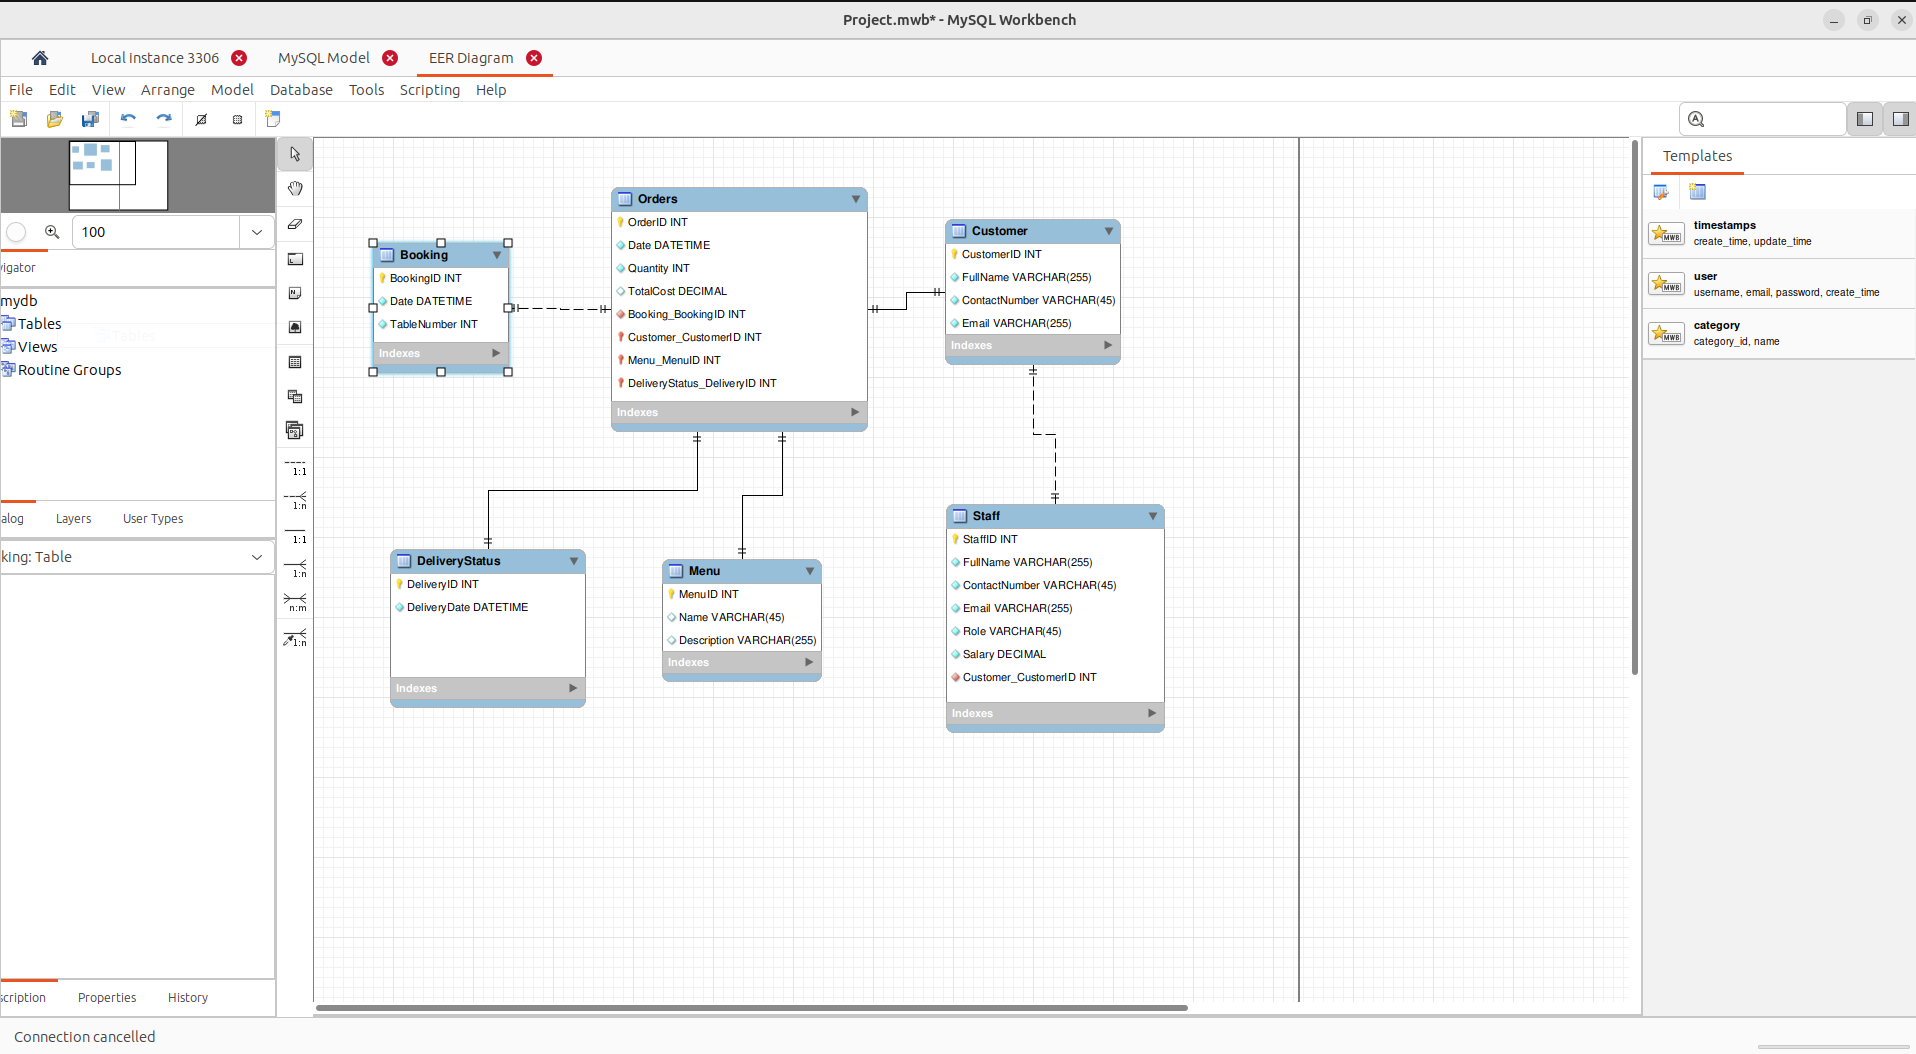 Project.mwb* - MySQL Workbench
Local Instance 3306
MySQL Model
EER Diagram
File Edit View Arrange Model Database Tools Scripting Help
100
vigator
mydb
Tables
Views
Routine Groups
alog Layers User Types
king: Table
scription Properties History
Connection cancelled
1:1
1:n
1:1
1:n
n:m
1:n
Booking
BookingID INT
Date DATETIME
TableNumber INT
Indexes
Orders
OrderID INT
Date DATETIME
Quantity INT
TotalCost DECIMAL
Booking_BookingID INT
Customer_CustomerID INT
Menu_MenuID INT
DeliveryStatus_DeliveryID INT
Indexes
Customer
CustomerID INT
FullName VARCHAR(255)
ContactNumber VARCHAR(45)
Email VARCHAR(255)
Indexes
DeliveryStatus
DeliveryID INT
DeliveryDate DATETIME
Indexes
Menu
MenuID INT
Name VARCHAR(45)
Description VARCHAR(255)
Indexes
Staff
StaffID INT
FullName VARCHAR(255)
ContactNumber VARCHAR(45)
Email VARCHAR(255)
Role VARCHAR(45)
Salary DECIMAL
Customer_CustomerID INT
Indexes
Templates
MWB
timestamps
create_time, update_time
MWB
user
username, email, password, create_time
MWB
category
category_id, name